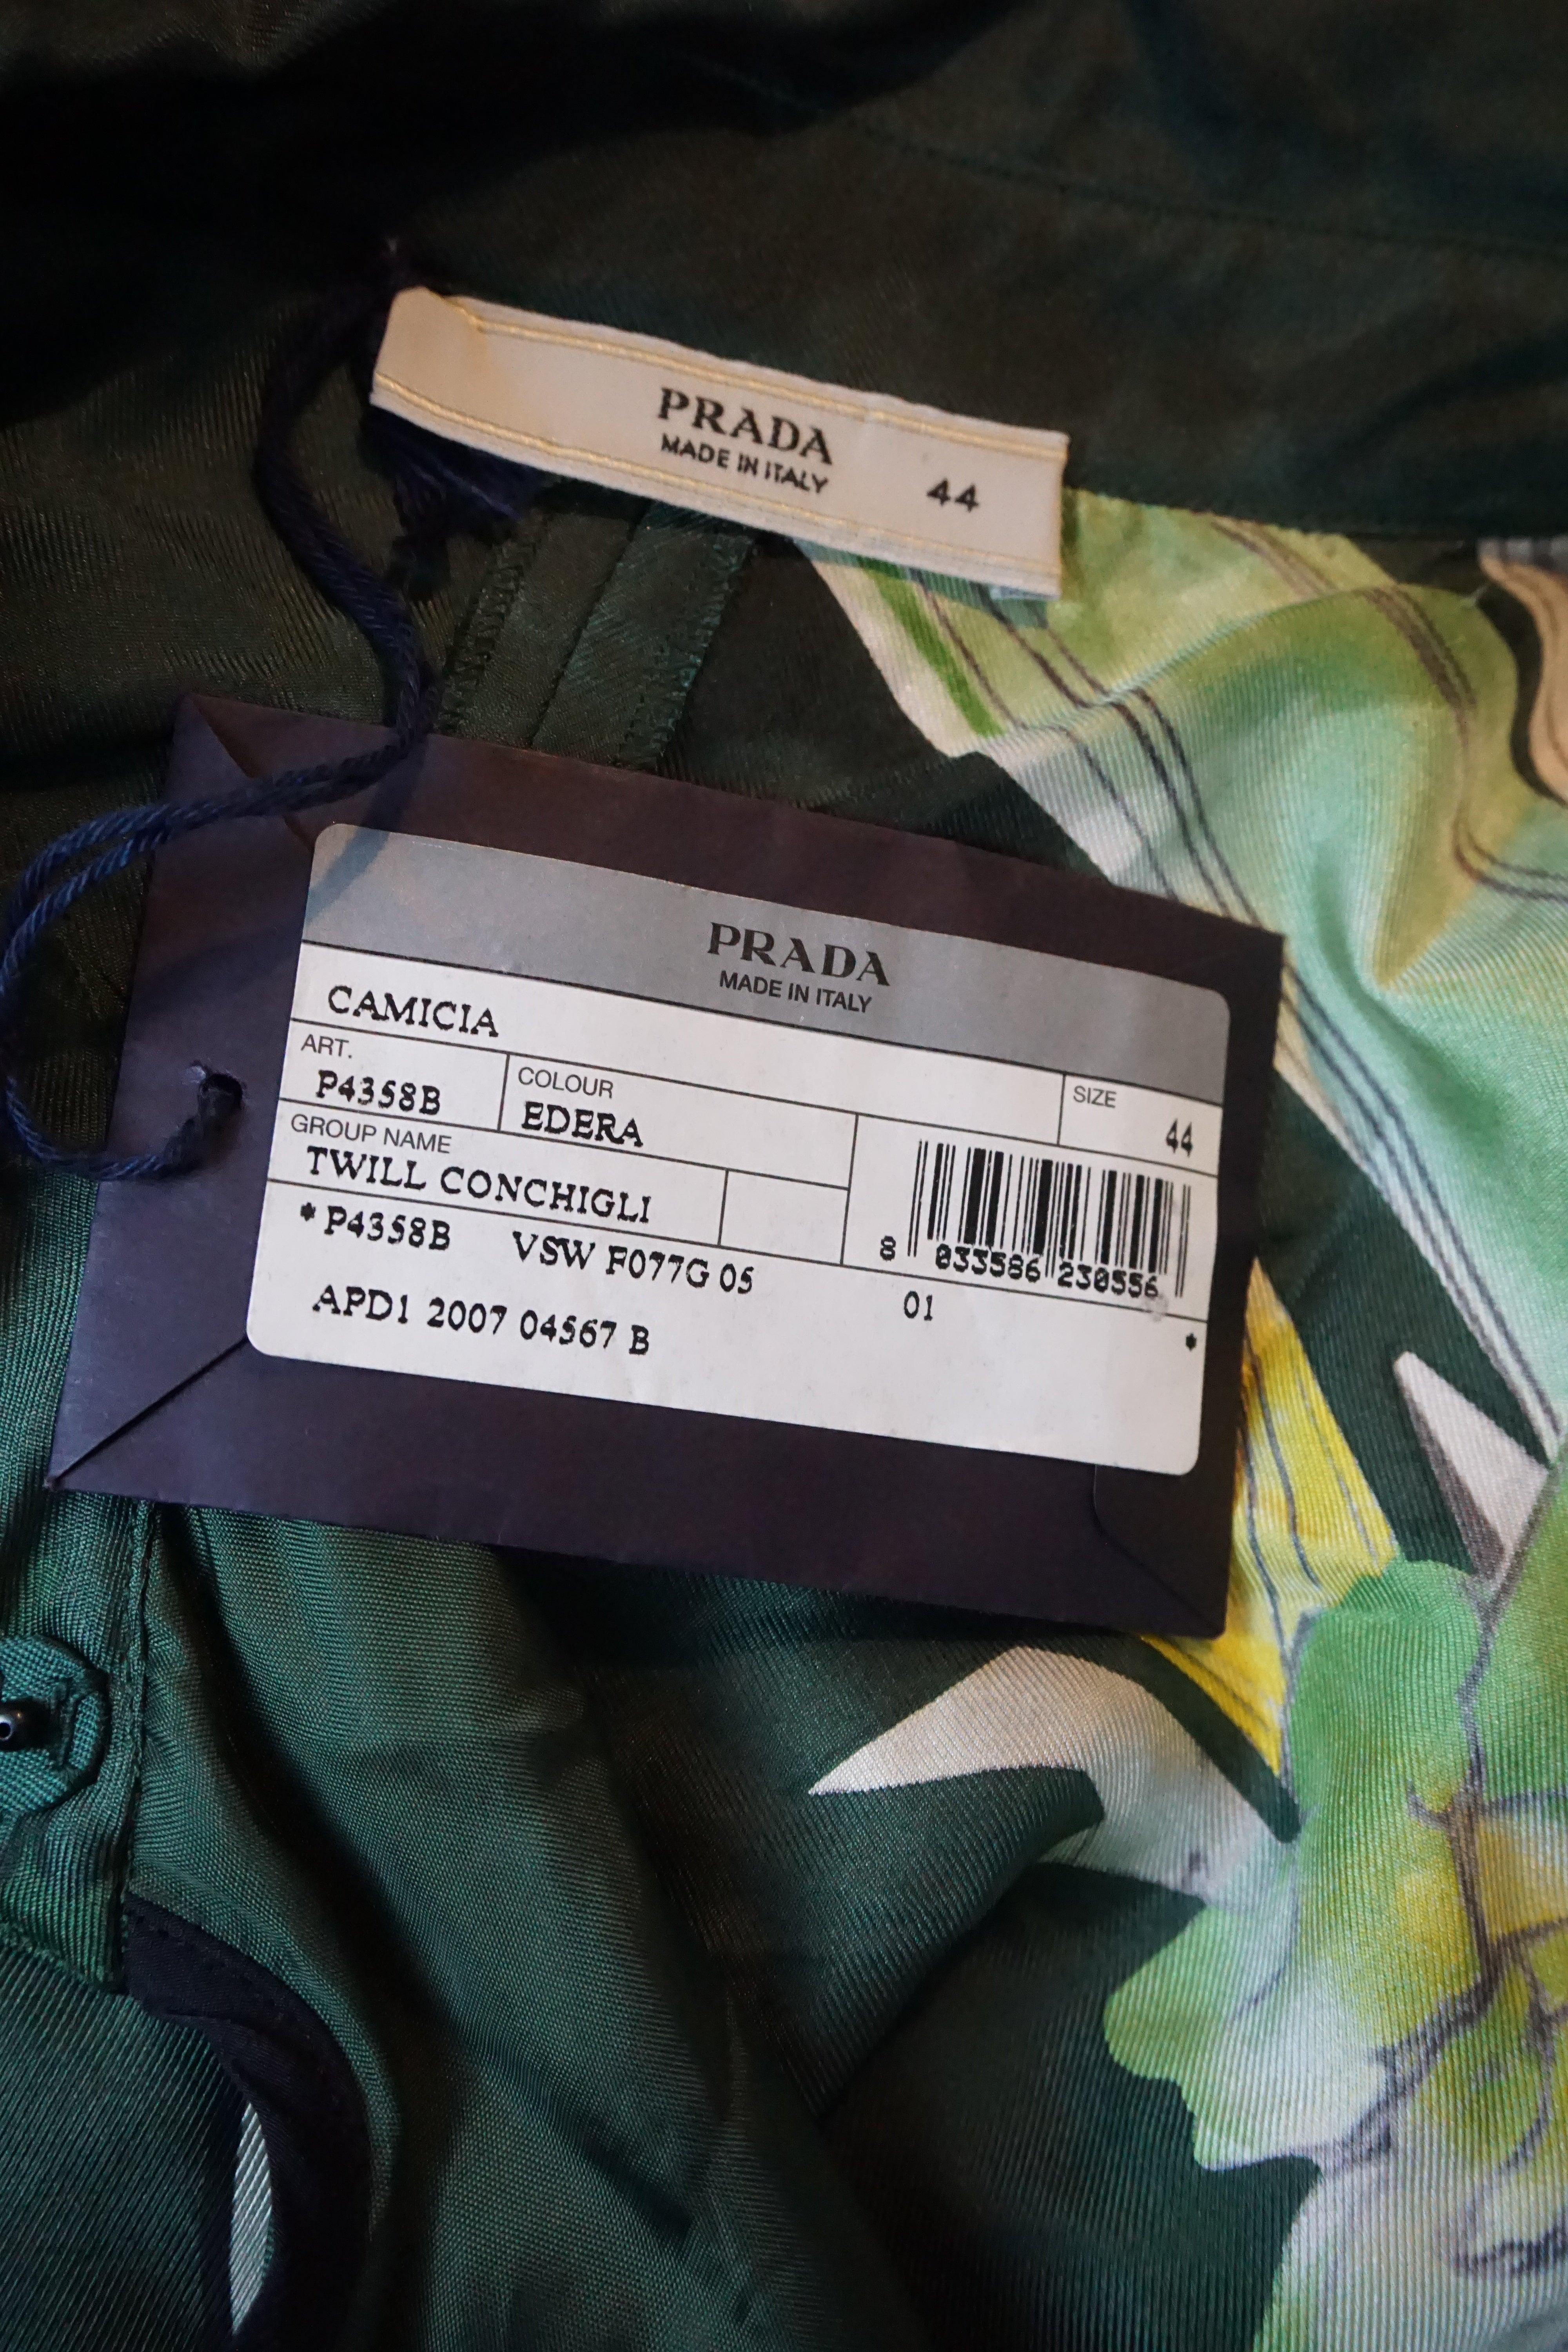 PRADA
MADE IN ITALY 44
PRADA
MADE IN ITALY
CAMICIA
ART. COLOUR SIZE
P4358B EDERA 44
GROUP NAME
TWILL CONCHIGLI
8 033586 230556
*P4358B VSW F077G 05 01
APD1 2007 04567 B *